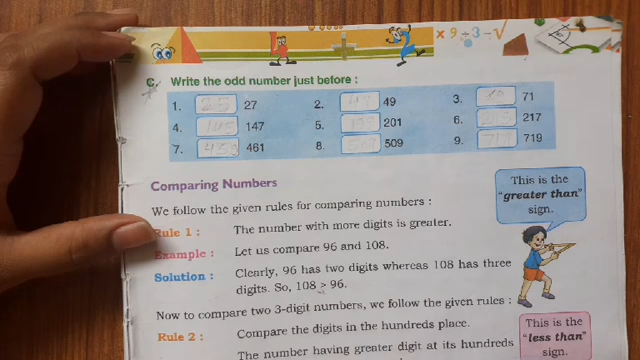 × 9 ÷ 3 - √
C. Write the odd number just before :
1. 25 27 2. 49 3. 71
4. 145 147 5. 201 6. 217
7. 459 461 8. 509 9. 719
Comparing Numbers
We follow the given rules for comparing numbers :
Rule 1 : The number with more digits is greater.
Example : Let us compare 96 and 108.
Solution : Clearly, 96 has two digits whereas 108 has three
digits. So, 108 > 96.
This is the
"greater than"
sign.
Now to compare two 3-digit numbers, we follow the given rules :
Rule 2 : Compare the digits in the hundreds place.
The number having greater digit at its hundreds
This is the
"less than"
sign.